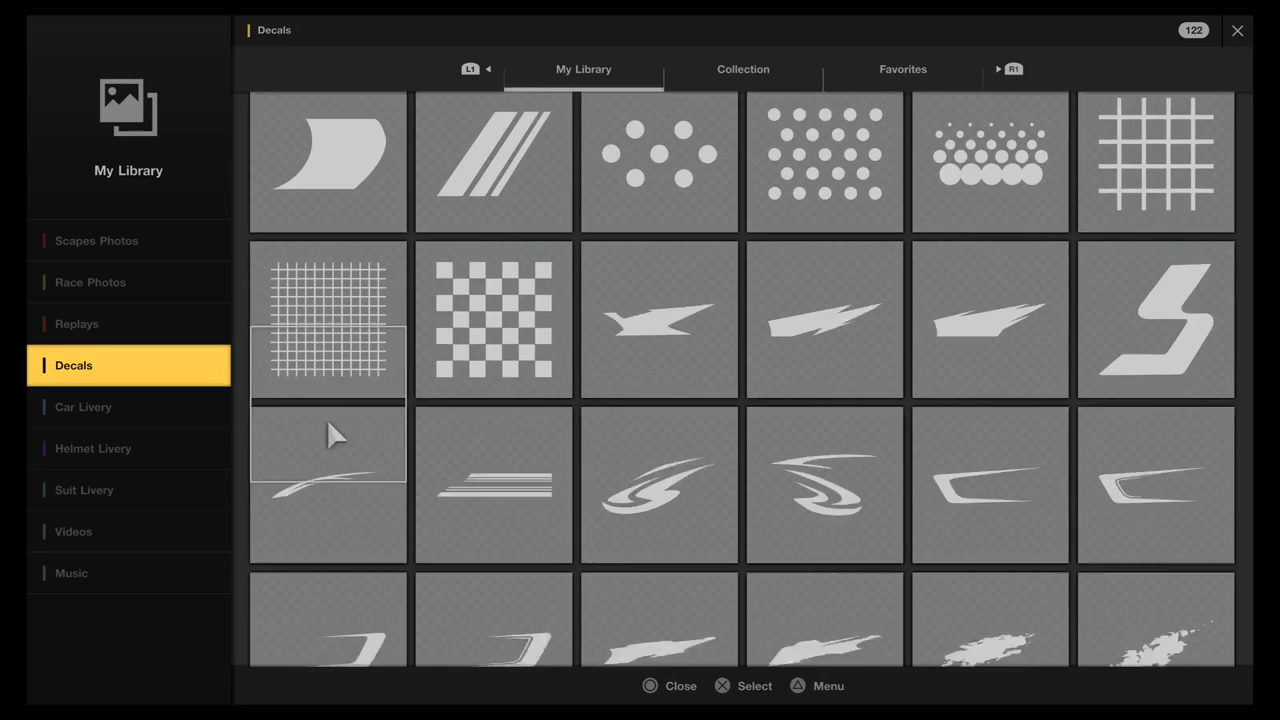 Decals
122
L1
My Library
Collection
Favorites
R1
My Library
Scapes Photos
Race Photos
Replays
Decals
Car Livery
Helmet Livery
Suit Livery
Videos
Music
Close
Select
Menu